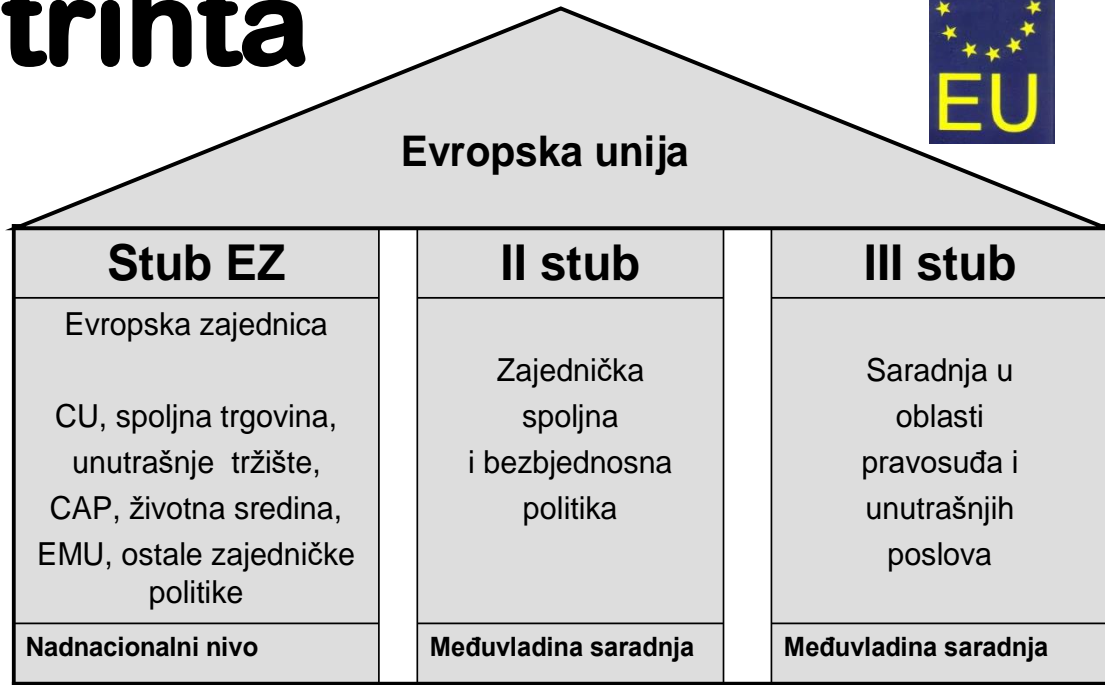 EU
Evropska unija
Stub EZ
Evropska zajednica
CU, spoljna trgovina,
unutrašnje tržište,
CAP, životna sredina,
EMU, ostale zajedničke
politike
Nadnacionalni nivo
II stub
Zajednička
spoljna
i bezbjednosna
politika
Međuvladina saradnja
III stub
Saradnja u
oblasti
pravosuđa i
unutrašnjih
poslova
Međuvladina saradnja